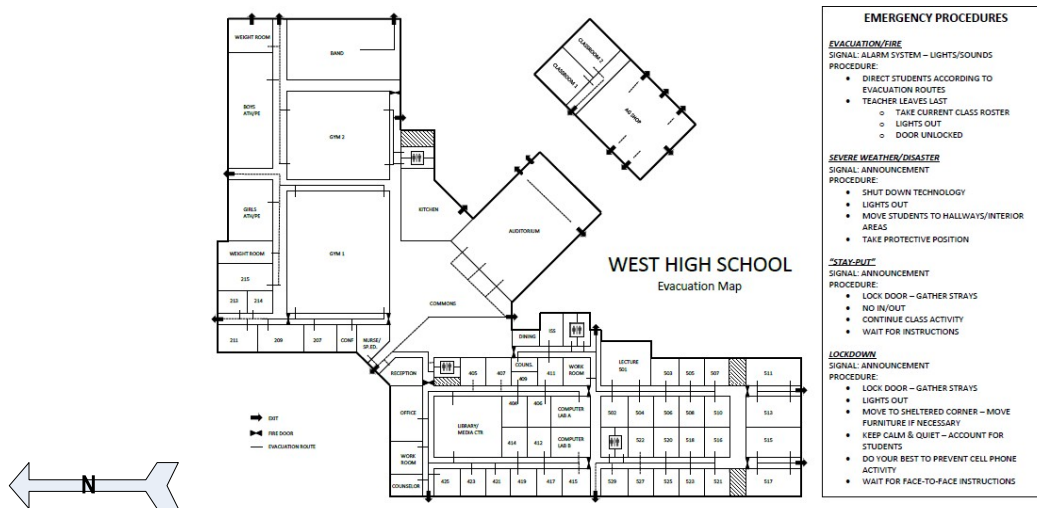 WEIGHT ROOM
BAND
BOYS
ATH/PE
GYM 2
CLASSROOM 2
CLASSROOM 1
AG SHOP
GIRLS
ATH/PE
KITCHEN
AUDITORIUM
WEIGHT ROOM
GYM 1
215
213
214
COMMONS
211
209
207
CONF
NURSE/
SP.ED.
WEST HIGH SCHOOL
Evacuation Map
DINING
ISS
RECEPTION
405
407
COUNS.
409
411
WORK
ROOM
LECTURE
501
503
505
507
511
OFFICE
LIBRARY/
MEDIA CTR
406
COMPUTER
LAB A
502
504
506
508
510
513
414
412
COMPUTER
LAB B
522
520
518
516
515
WORK
ROOM
COUNSELOR
425
423
421
419
417
415
529
527
525
523
521
517
EXIT
FIRE DOOR
EVACUATION ROUTE
N
EMERGENCY PROCEDURES
EVACUATION/FIRE
SIGNAL: ALARM SYSTEM – LIGHTS/SOUNDS
PROCEDURE:
• DIRECT STUDENTS ACCORDING TO
EVACUATION ROUTES
• TEACHER LEAVES LAST
o TAKE CURRENT CLASS ROSTER
o LIGHTS OUT
o DOOR UNLOCKED
SEVERE WEATHER/DISASTER
SIGNAL: ANNOUNCEMENT
PROCEDURE:
• SHUT DOWN TECHNOLOGY
• LIGHTS OUT
• MOVE STUDENTS TO HALLWAYS/INTERIOR
AREAS
• TAKE PROTECTIVE POSITION
"STAY-PUT"
SIGNAL: ANNOUNCEMENT
PROCEDURE:
• LOCK DOOR – GATHER STRAYS
• NO IN/OUT
• CONTINUE CLASS ACTIVITY
• WAIT FOR INSTRUCTIONS
LOCKDOWN
SIGNAL: ANNOUNCEMENT
PROCEDURE:
• LOCK DOOR – GATHER STRAYS
• LIGHTS OUT
• MOVE TO SHELTERED CORNER – MOVE
FURNITURE IF NECESSARY
• KEEP CALM & QUIET – ACCOUNT FOR
STUDENTS
• DO YOUR BEST TO PREVENT CELL PHONE
ACTIVITY
• WAIT FOR FACE-TO-FACE INSTRUCTIONS